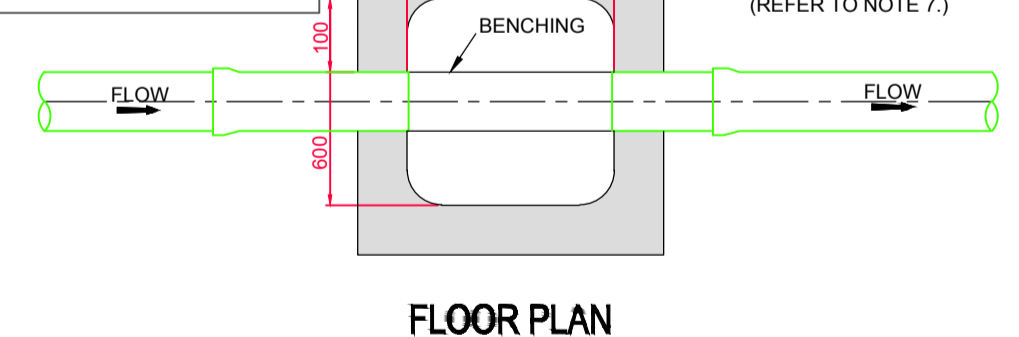 (REFER TO NOTE 7.)
100
BENCHING
FLOW
FLOW
600
FLOOR PLAN